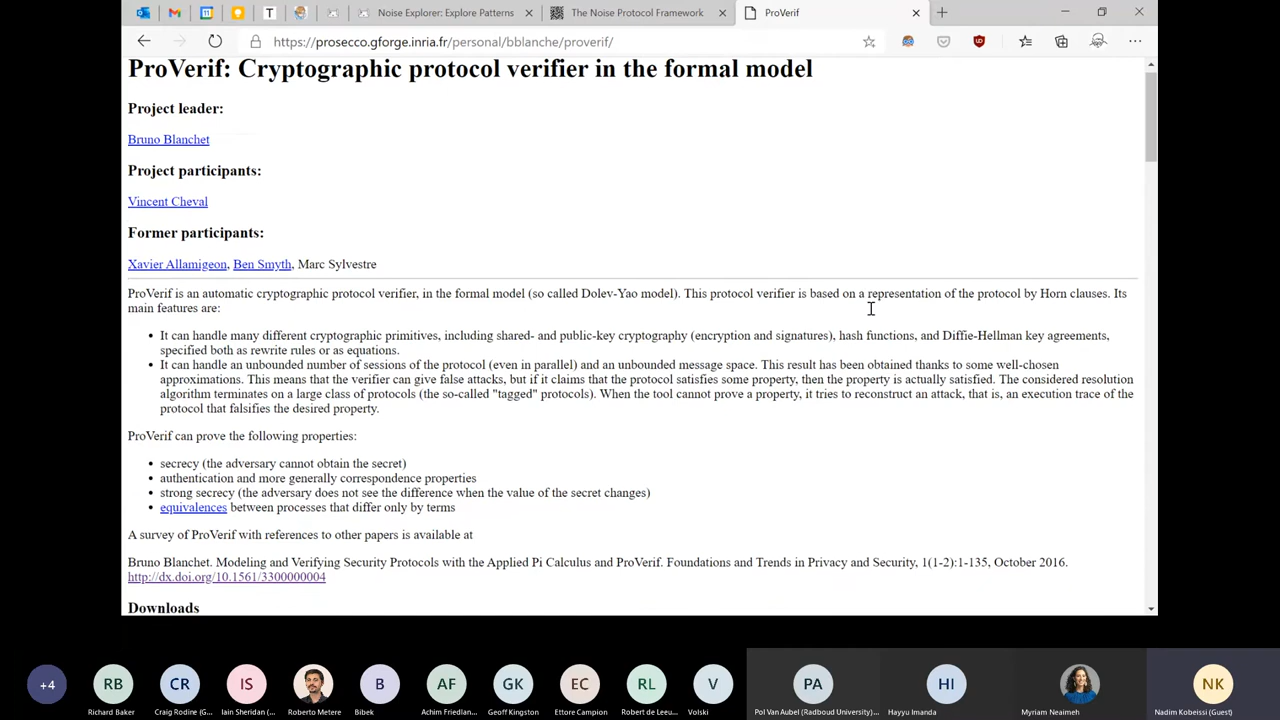 Noise Explorer: Explore Patterns
The Noise Protocol Framework
ProVerif
https://prosecco.gforge.inria.fr/personal/bblanche/proverif/
ProVerif: Cryptographic protocol verifier in the formal model
Project leader:
Bruno Blanchet
Project participants:
Vincent Cheval
Former participants:
Xavier Allamigeon, Ben Smyth, Marc Sylvestre
ProVerif is an automatic cryptographic protocol verifier, in the formal model (so called Dolev-Yao model). This protocol verifier is based on a representation of the protocol by Horn clauses. Its
main features are:
• It can handle many different cryptographic primitives, including shared- and public-key cryptography (encryption and signatures), hash functions, and Diffie-Hellman key agreements,
specified both as rewrite rules or as equations.
• It can handle an unbounded number of sessions of the protocol (even in parallel) and an unbounded message space. This result has been obtained thanks to some well-chosen
approximations. This means that the verifier can give false attacks, but if it claims that the protocol satisfies some property, then the property is actually satisfied. The considered resolution
algorithm terminates on a large class of protocols (the so-called "tagged" protocols). When the tool cannot prove a property, it tries to reconstruct an attack, that is, an execution trace of the
protocol that falsifies the desired property.
ProVerif can prove the following properties:
• secrecy (the adversary cannot obtain the secret)
• authentication and more generally correspondence properties
• strong secrecy (the adversary does not see the difference when the value of the secret changes)
• equivalences between processes that differ only by terms
A survey of ProVerif with references to other papers is available at
Bruno Blanchet. Modeling and Verifying Security Protocols with the Applied Pi Calculus and ProVerif. Foundations and Trends in Privacy and Security, 1(1-2):1-135, October 2016.
http://dx.doi.org/10.1561/3300000004
Downloads
+4
RB
CR
IS
B
AF
GK
EC
RL
V
PA
HI
NK
Richard Baker
Craig Rodine (G...
Iain Sheridan (...
Roberto Metere
Bibek
Achim Friedlan...
Geoff Kingston
Ettore Campion
Robert de Leeu...
Volski
Pol Van Aubel (Radboud University)...
Hayyu Imanda
Myriam Neaimeh
Nadim Kobeissi (Guest)